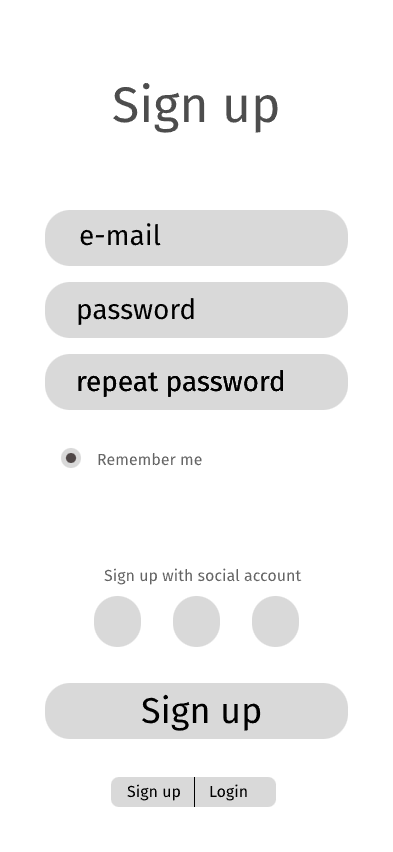 Sign up
e-mail
password
repeat password
Remember me
Sign up with social account
Sign up
Sign up Login